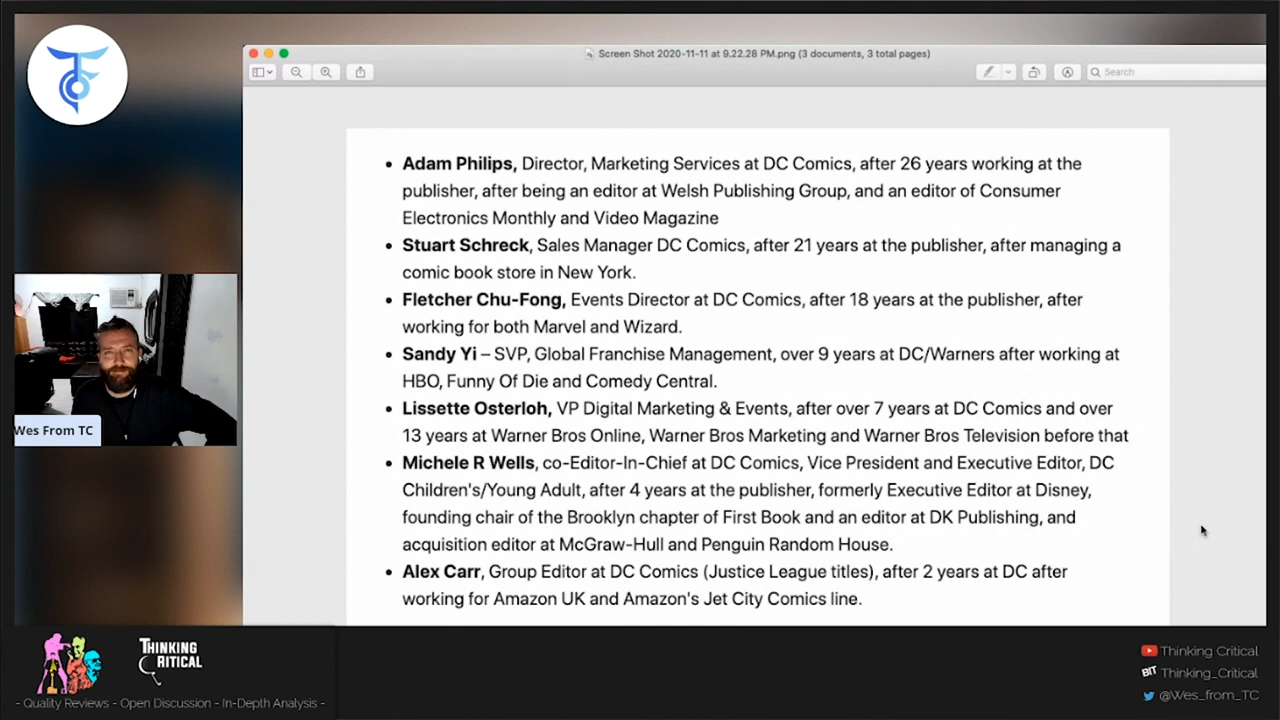 Screen Shot 2020-11-11 at 9.22.28 PM.png (3 documents, 3 total pages)
Search
Adam Philips, Director, Marketing Services at DC Comics, after 26 years working at the
publisher, after being an editor at Welsh Publishing Group, and an editor of Consumer
Electronics Monthly and Video Magazine
Stuart Schreck, Sales Manager DC Comics, after 21 years at the publisher, after managing a
comic book store in New York.
Fletcher Chu-Fong, Events Director at DC Comics, after 18 years at the publisher, after
working for both Marvel and Wizard.
Sandy Yi – SVP, Global Franchise Management, over 9 years at DC/Warners after working at
HBO, Funny Of Die and Comedy Central.
Lissette Osterloh, VP Digital Marketing & Events, after over 7 years at DC Comics and over
13 years at Warner Bros Online, Warner Bros Marketing and Warner Bros Television before that
Michele R Wells, co-Editor-In-Chief at DC Comics, Vice President and Executive Editor, DC
Children's/Young Adult, after 4 years at the publisher, formerly Executive Editor at Disney,
founding chair of the Brooklyn chapter of First Book and an editor at DK Publishing, and
acquisition editor at McGraw-Hull and Penguin Random House.
Alex Carr, Group Editor at DC Comics (Justice League titles), after 2 years at DC after
working for Amazon UK and Amazon's Jet City Comics line.
Wes From TC
THINKING
CRITICAL
- Quality Reviews - Open Discussion - In-Depth Analysis -
Thinking Critical
BIT Thinking_Critical
@Wes_from_TC